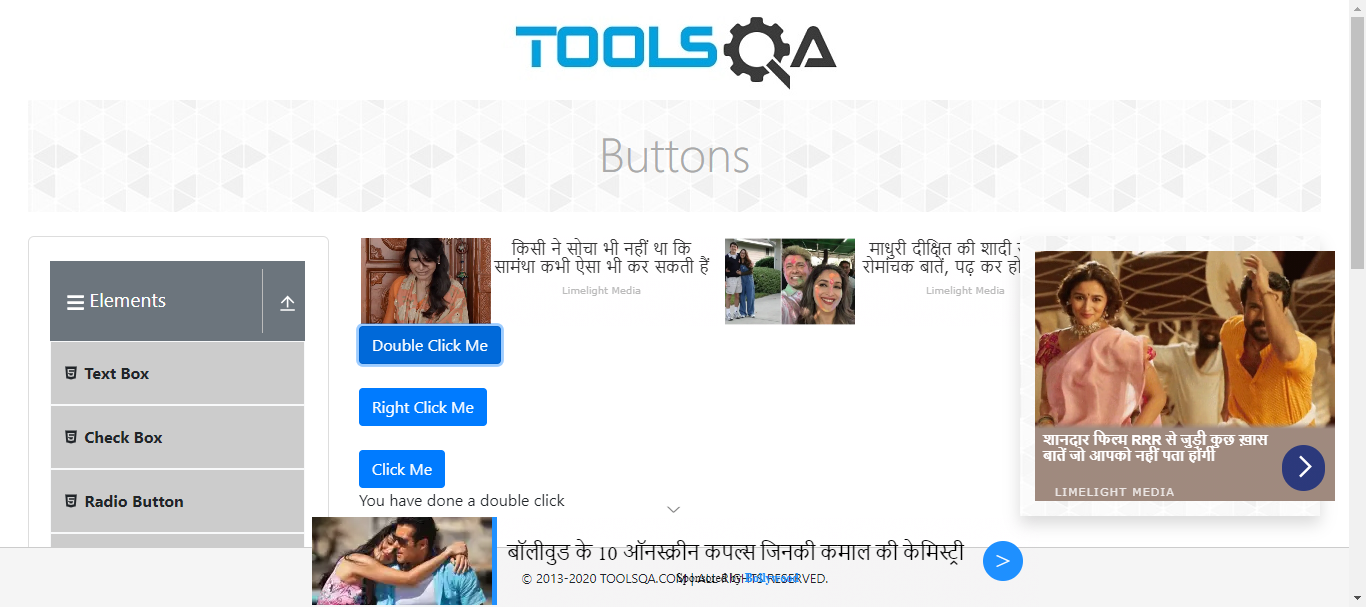 TOOLSQA
Buttons
Elements
Text Box
Check Box
Radio Button
किसी ने सोचा भी नहीं था कि
सामंथा कभी ऐसा भी कर सकती हैं
Limelight Media
माधुरी दीक्षित की शादी
रोमांचक बातें, पढ़ कर
Limelight Media
शानदार फिल्म RRR से जुड़ी कुछ ख़ास
बातें जो आपको नहीं पता होंगी
LIMELIGHT MEDIA
Double Click Me
Right Click Me
Click Me
You have done a double click
बॉलीवुड के 10 ऑनस्क्रीन कपल्स जिनकी कमाल की केमिस्ट्री
© 2013-2020 TOOLSQA.COM | ALL RIGHTS RESERVED.
Sponsored by